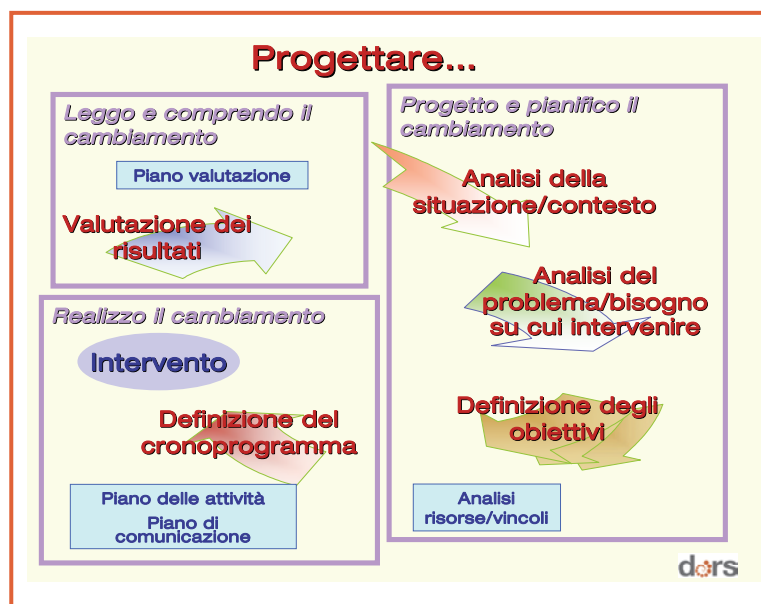 Progettare...
Leggo e comprendo il
cambiamento
Piano valutazione
Valutazione dei
risultati
Progetto e pianifico il
cambiamento
Analisi della
situazione/contesto
Analisi del
problema/bisogno
su cui intervenire
Definizione degli
obiettivi
Analisi
risorse/vincoli
Realizzo il cambiamento
Intervento
Definizione del
cronoprogramma
Piano delle attività
Piano di
comunicazione
dors